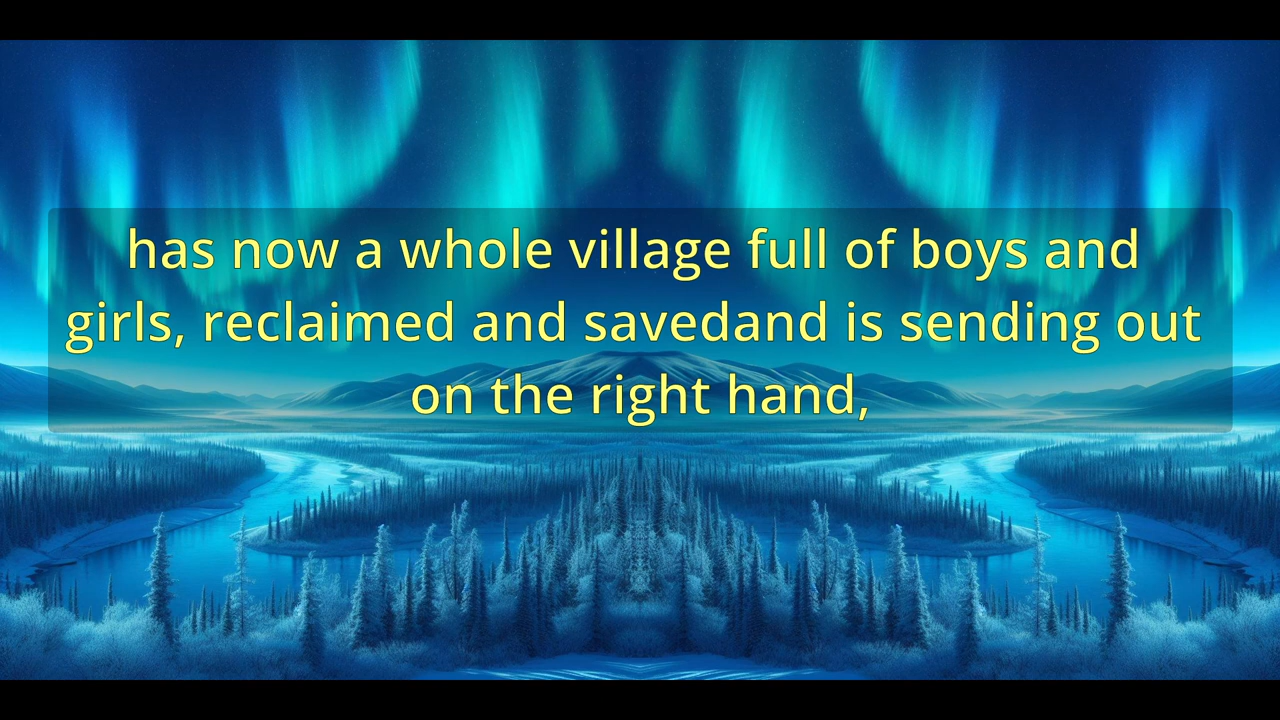 has now a whole village full of boys and
girls, reclaimed and savedand is sending out
on the right hand,